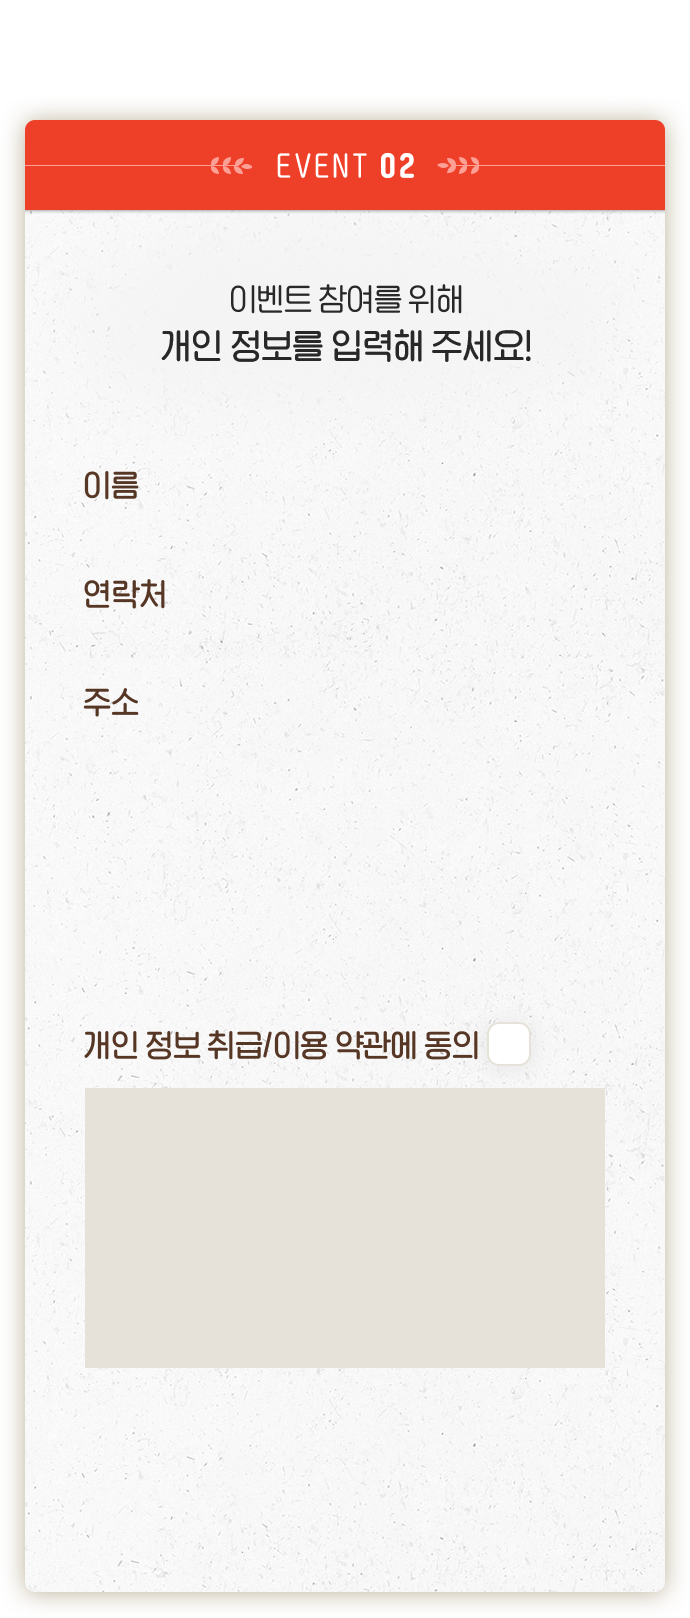 EVENT 02
이벤트 참여를 위해
개인 정보를 입력해 주세요!
이름
연락처
주소
개인 정보 취급/이용 약관에 동의